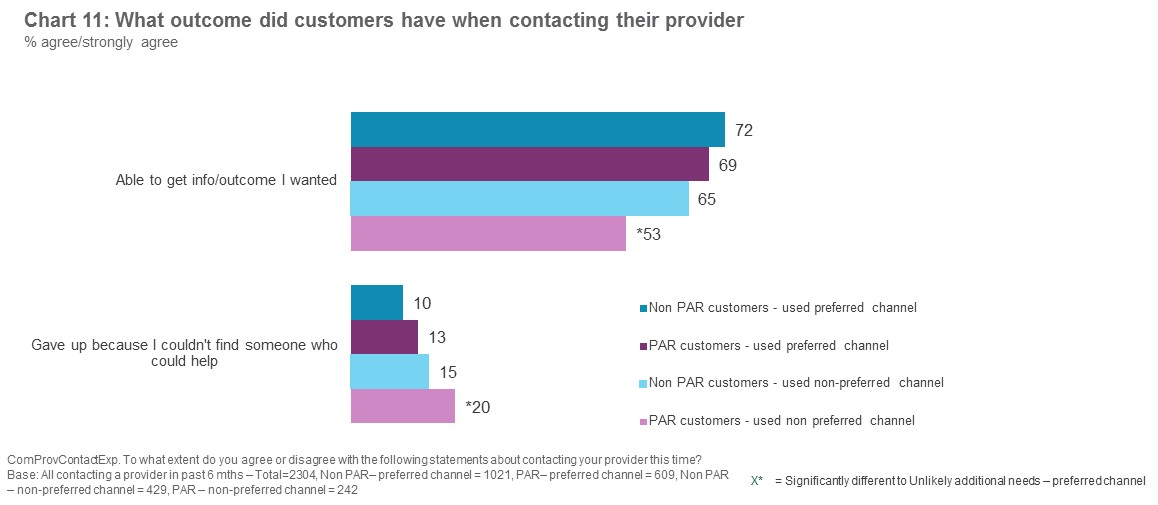 Chart 11: What outcome did customers have when contacting their provider
% agree/strongly agree
Able to get info/outcome I wanted
72
69
65
*53
Gave up because I couldn't find someone who
could help
10
13
15
*20
Non PAR customers - used preferred channel
PAR customers - used preferred channel
Non PAR customers - used non-preferred channel
PAR customers - used non preferred channel
ComProvContactExp. To what extent do you agree or disagree with the following statements about contacting your provider this time?
Base: All contacting a provider in past 6 mths – Total=2304, Non PAR– preferred channel = 1021, PAR– preferred channel = 609, Non PAR
– non-preferred channel = 429, PAR – non-preferred channel = 242
X* = Significantly different to Unlikely additional needs – preferred channel